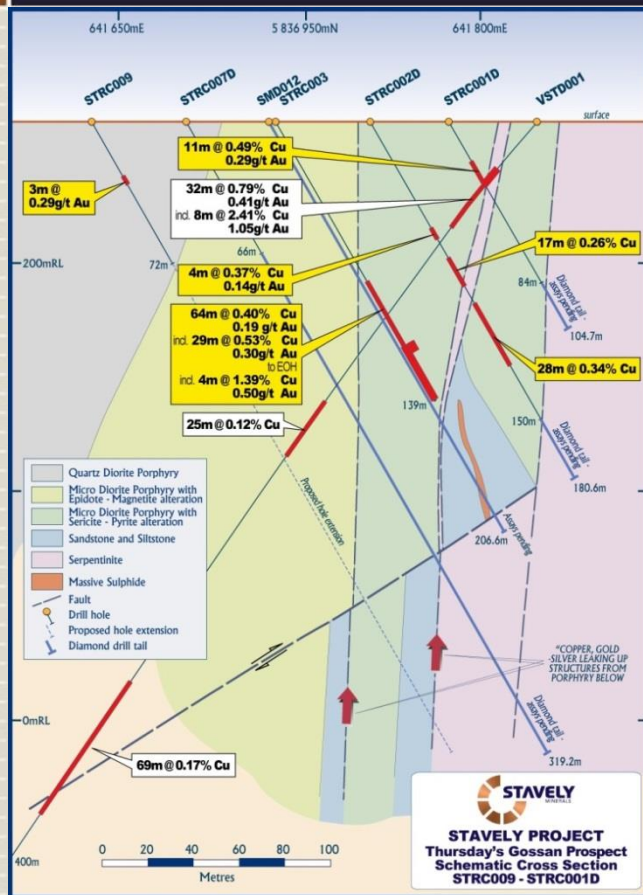 641 650mE
5 836 950mN
641 800mE
STRC009
STRC007D
SMD012
STRC003
STRC002D
STRC001D
VSTD001
surface
11m @ 0.49% Cu
0.29g/t Au
3m @
0.29g/t Au
32m @ 0.79% Cu
0.41g/t Au
incl. 8m @ 2.41% Cu
1.05g/t Au
17m @ 0.26% Cu
200mRL
72m
66m
4m @ 0.37% Cu
0.14g/t Au
84m
Diamond tail -
assays pending
104.7m
64m @ 0.40% Cu
0.19 g/t Au
incl. 29m @ 0.53% Cu
0.30g/t Au
to EOH
incl. 4m @ 1.39% Cu
0.50g/t Au
28m @ 0.34% Cu
139m
150m
25m @ 0.12% Cu
Diamond tail -
assays pending
180.6m
Quartz Diorite Porphyry
Micro Diorite Porphyry with
Epidote - Magnetite alteration
Micro Diorite Porphyry with
Sericite - Pyrite alteration
Sandstone and Siltstone
Serpentinite
Massive Sulphide
Fault
Drill hole
Proposed hole extension
Diamond drill tail
Proposed hole extension
Assays pending
206.6m
"COPPER, GOLD
-SILVER LEAKING UP
STRUCTURES FROM
PORPHYRY BELOW
0mRL
Diamond tail -
assays pending
319.2m
69m @ 0.17% Cu
400m
0 20 40 60 80 100
Metres
STAVELY
MINERALS
STAVELY PROJECT
Thursday's Gossan Prospect
Schematic Cross Section
STRC009 - STRC001D